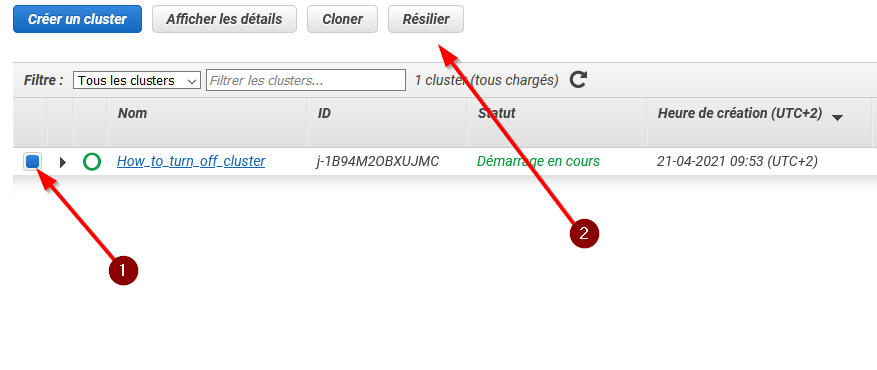 Créer un cluster Afficher les détails Cloner Résilier
Filtre : Tous les clusters Filtrer les clusters... 1 cluster (tous chargés)
Nom ID Statut Heure de création (UTC+2)
How_to_turn_off_cluster j-1B94M2OBXUJMC Démarrage en cours 21-04-2021 09:53 (UTC+2)
2
1